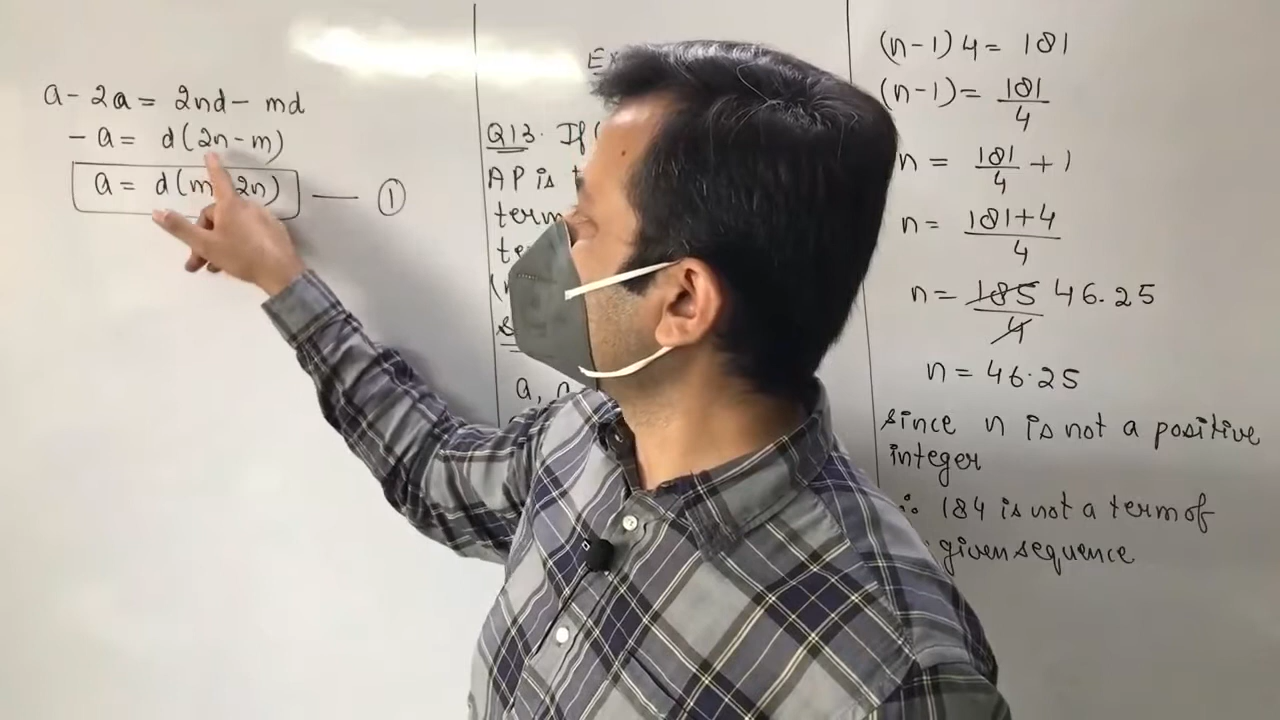 a - 2a = 2nd - md
- a = d(2n - m)
a = d(m 2n) — ①
Q13. If
AP is
term
(n-1) 4 = 181
(n-1) = 181/4
n = 181/4 + 1
n = 181+4/4
n = 185/4 46.25
n = 46.25
since n is not a positive
integer
∴ 184 is not a term of
given sequence